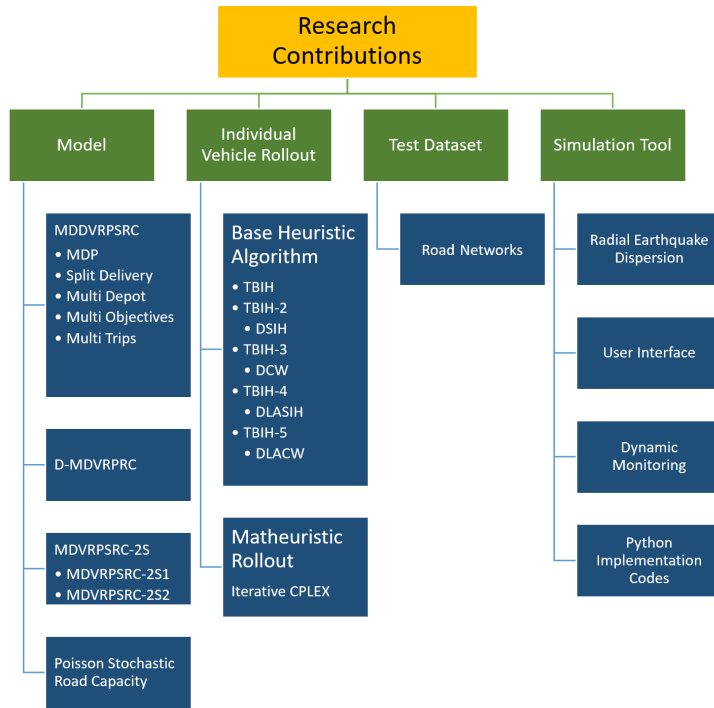 Research
Contributions
Model
MDDVRPSRC
• MDP
• Split Delivery
• Multi Depot
• Multi Objectives
• Multi Trips
D-MDVRPRC
MDVRPSRC-2S
• MDVRPSRC-2S1
• MDVRPSRC-2S2
Poisson Stochastic
Road Capacity
Individual
Vehicle Rollout
Base Heuristic
Algorithm
• TBIH
• TBIH-2
• DSIH
• TBIH-3
• DCW
• TBIH-4
• DLASIH
• TBIH-5
• DLACW
Matheuristic
Rollout
Iterative CPLEX
Test Dataset
Road Networks
Simulation Tool
Radial Earthquake
Dispersion
User Interface
Dynamic
Monitoring
Python
Implementation
Codes